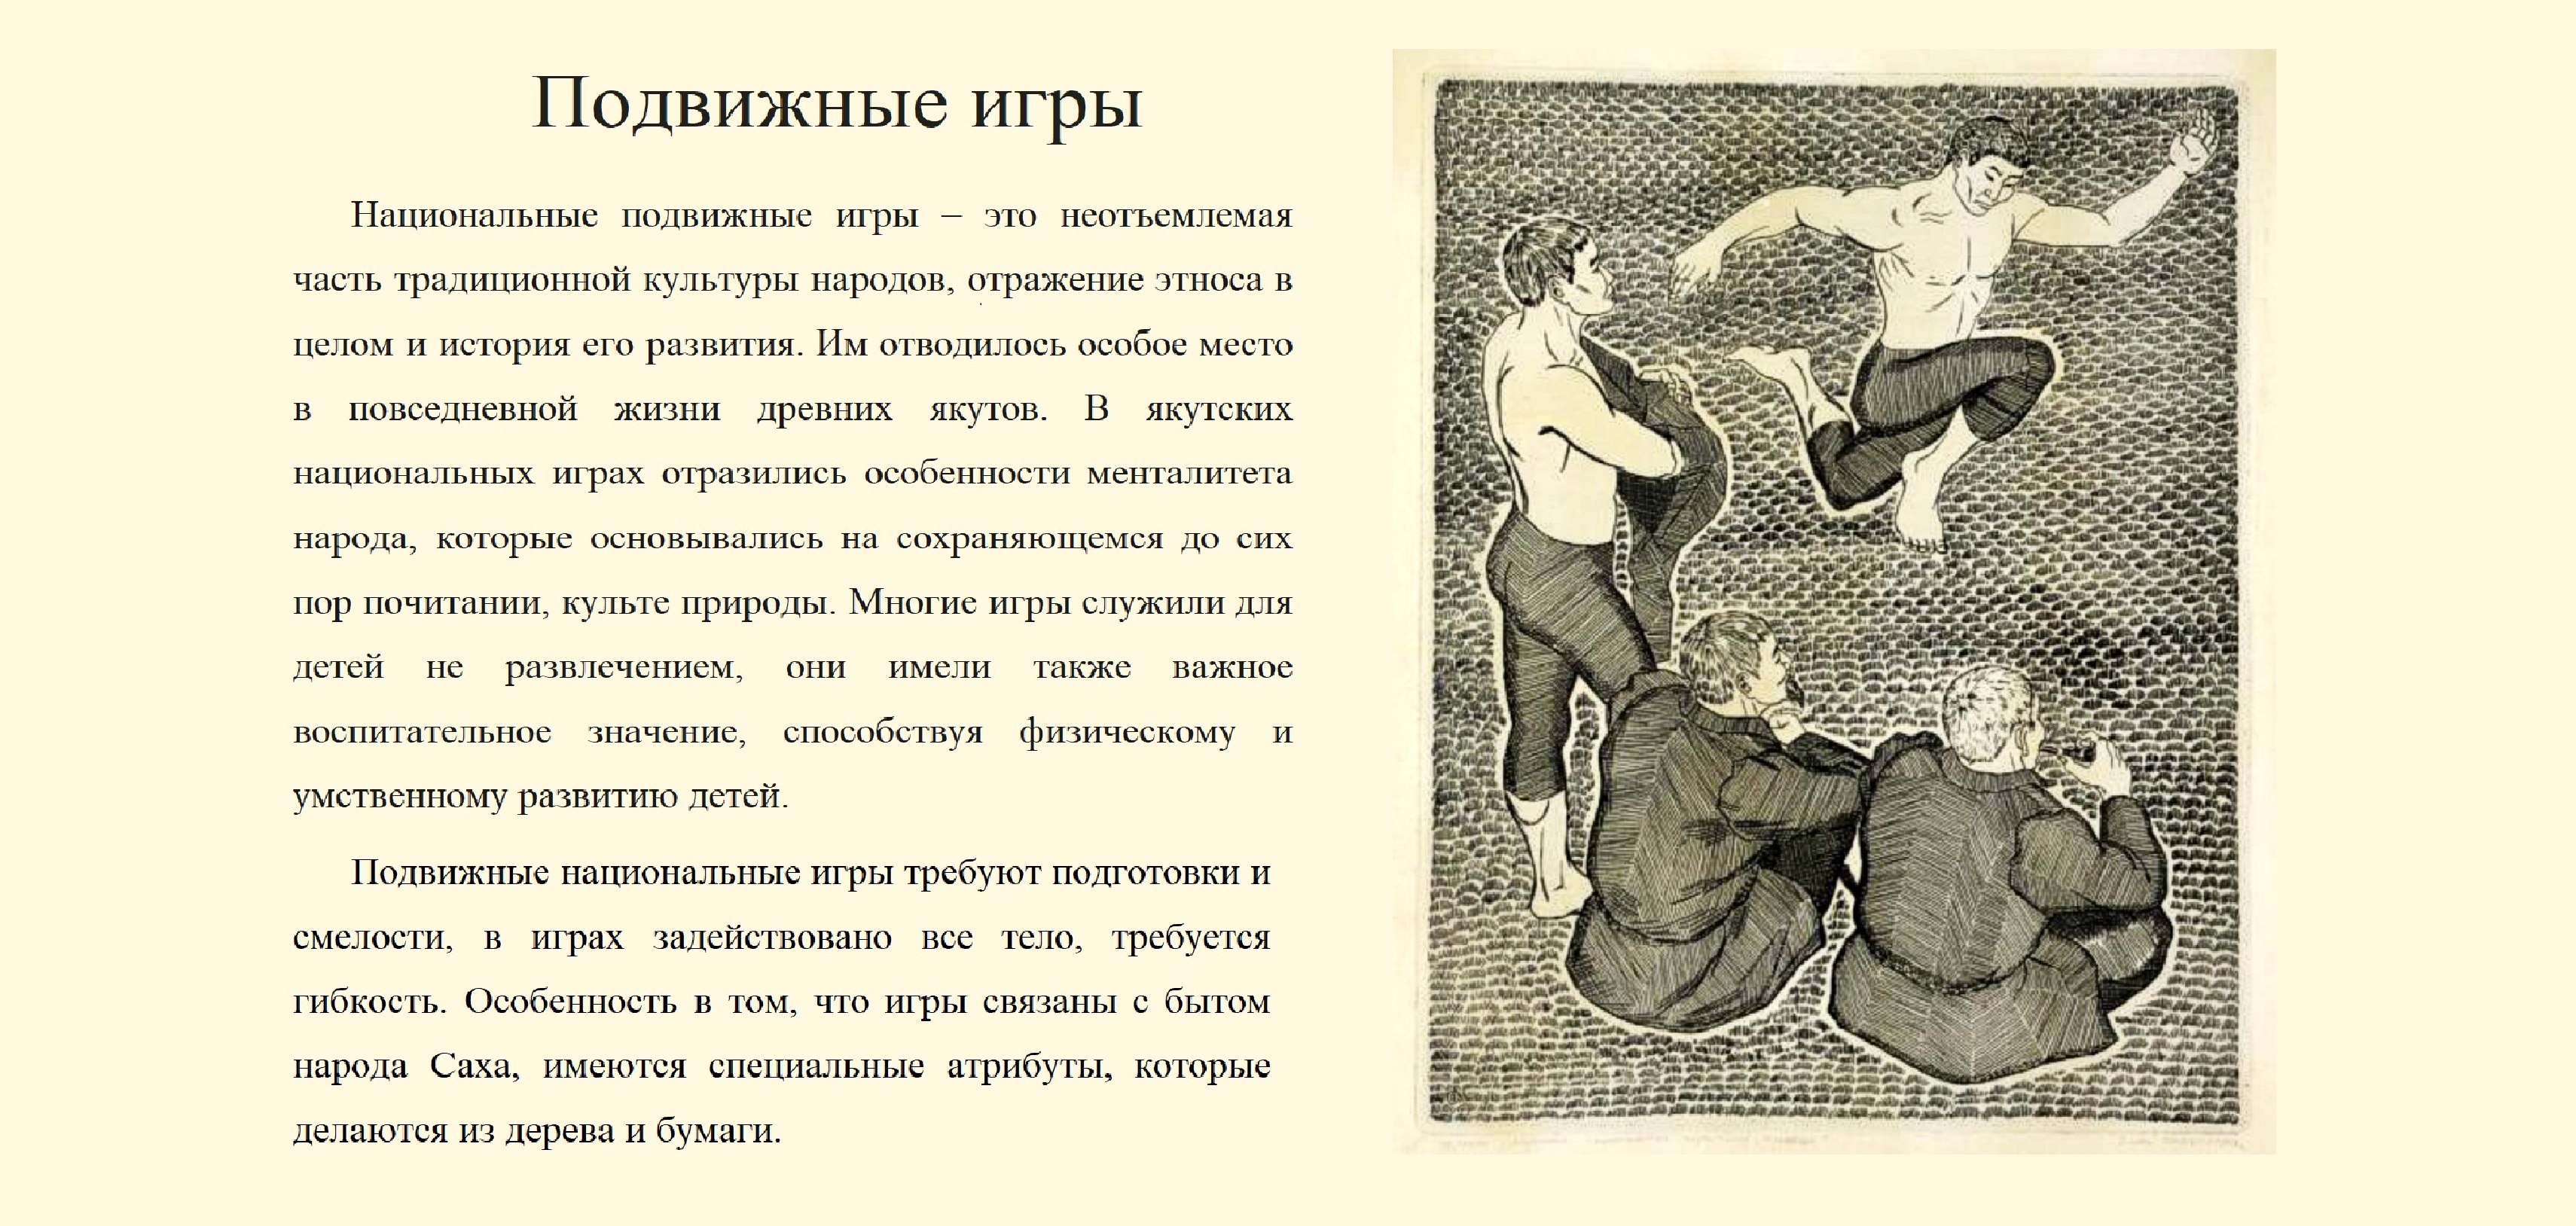 Подвижные игры
Национальные подвижные игры – это неотъемлемая
часть традиционной культуры народов, отражение этноса в
целом и история его развития. Им отводилось особое место
в повседневной жизни древних якутов. В якутских
национальных играх отразились особенности менталитета
народа, которые основывались на сохраняющемся до сих
пор почитании, культе природы. Многие игры служили для
детей не развлечением, они имели также важное
воспитательное значение, способствуя физическому и
умственному развитию детей.
Подвижные национальные игры требуют подготовки и
смелости, в играх задействовано все тело, требуется
гибкость. Особенность в том, что игры связаны с бытом
народа Саха, имеются специальные атрибуты, которые
делаются из дерева и бумаги.